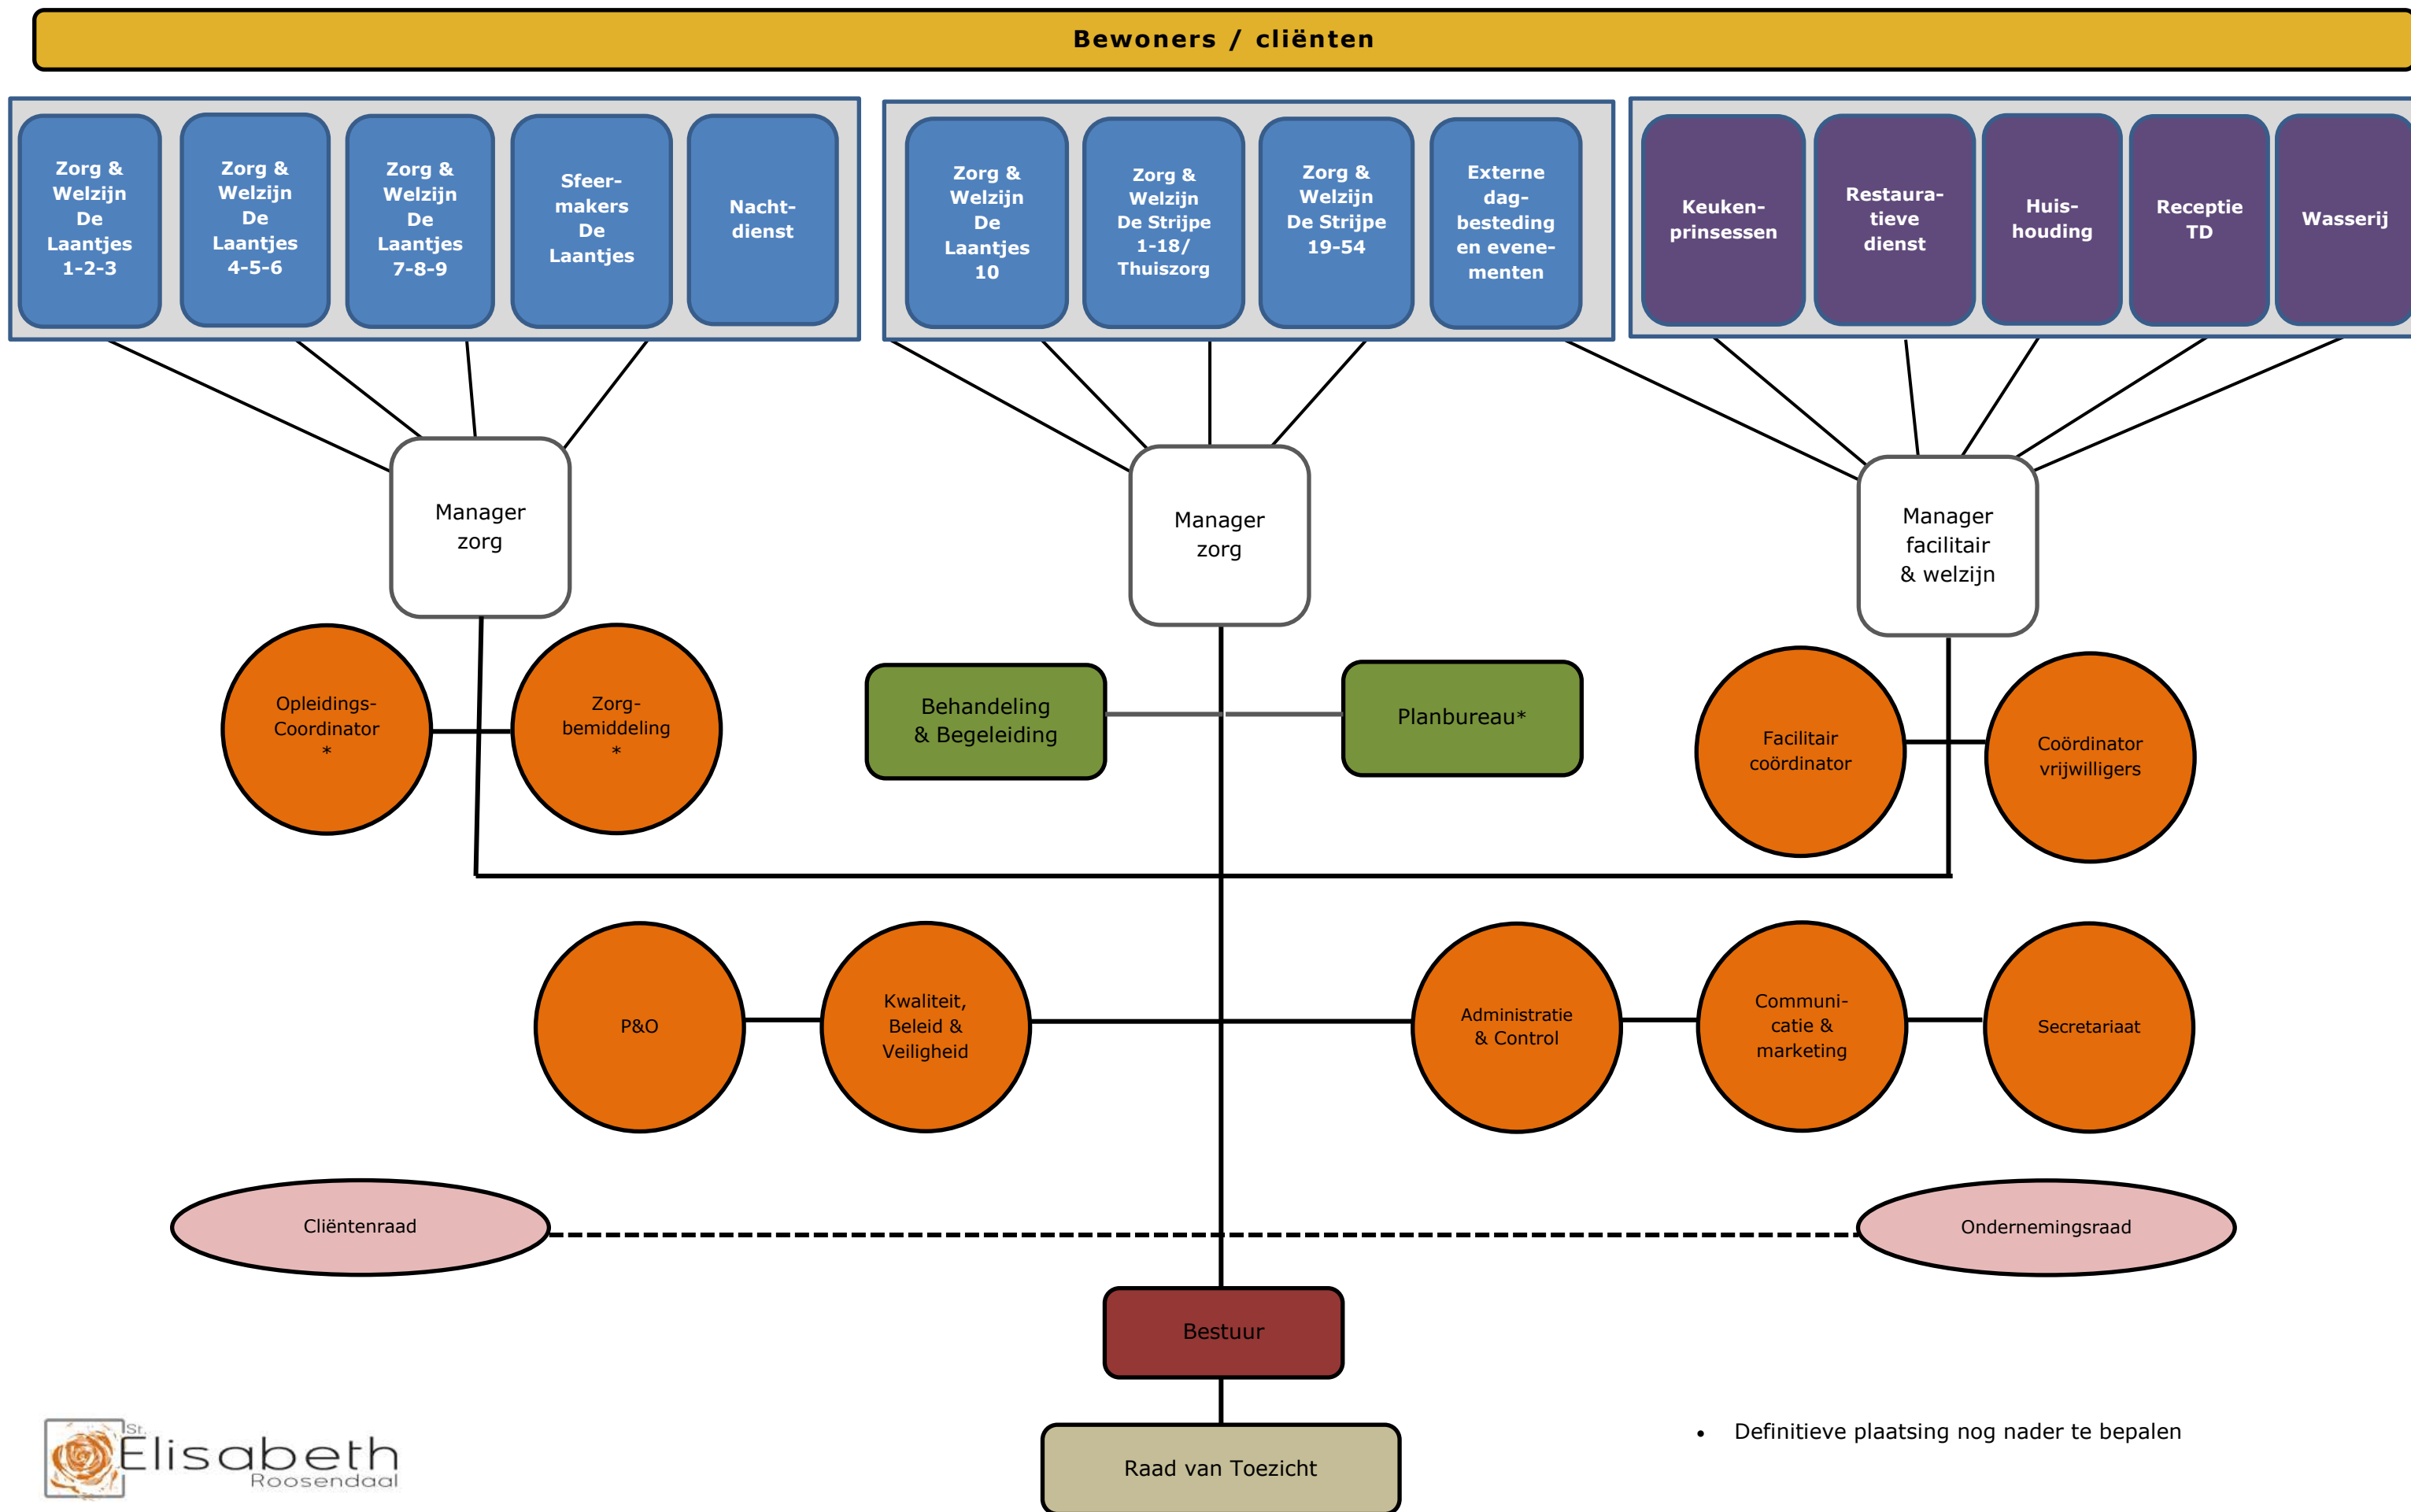 Bewoners / cliënten
Zorg &
Welzijn
De
Laantjes
1-2-3
Zorg &
Welzijn
De
Laantjes
4-5-6
Zorg &
Welzijn
De
Laantjes
7-8-9
Sfeer-
makers
De
Laantjes
Nacht-
dienst
Zorg &
Welzijn
De
Laantjes
10
Zorg &
Welzijn
De Strijpe
1-18/
Thuiszorg
Zorg &
Welzijn
De Strijpe
19-54
Externe
dag-
besteding
en evene-
menten
Keuken-
prinsessen
Restaura-
tieve
dienst
Huis-
houding
Receptie
TD
Wasserij
Manager
zorg
Manager
zorg
Manager
facilitair
& welzijn
Opleidings-
Coordinator
*
Zorg-
bemiddeling
*
Behandeling
& Begeleiding
Planbureau*
Facilitair
coördinator
Coördinator
vrijwilligers
P&O
Kwaliteit,
Beleid &
Veiligheid
Administratie
& Control
Communi-
catie &
marketing
Secretariaat
Cliëntenraad
Ondernemingsraad
Bestuur
Raad van Toezicht
St.
Elisabeth
Roosendaal
• Definitieve plaatsing nog nader te bepalen